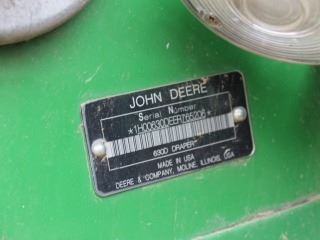 JOHN DEERE
Serial Number
*1H00630DEER765206*
630D DRAPER
MADE IN USA
DEERE & COMPANY, MOLINE, ILLINOIS, USA